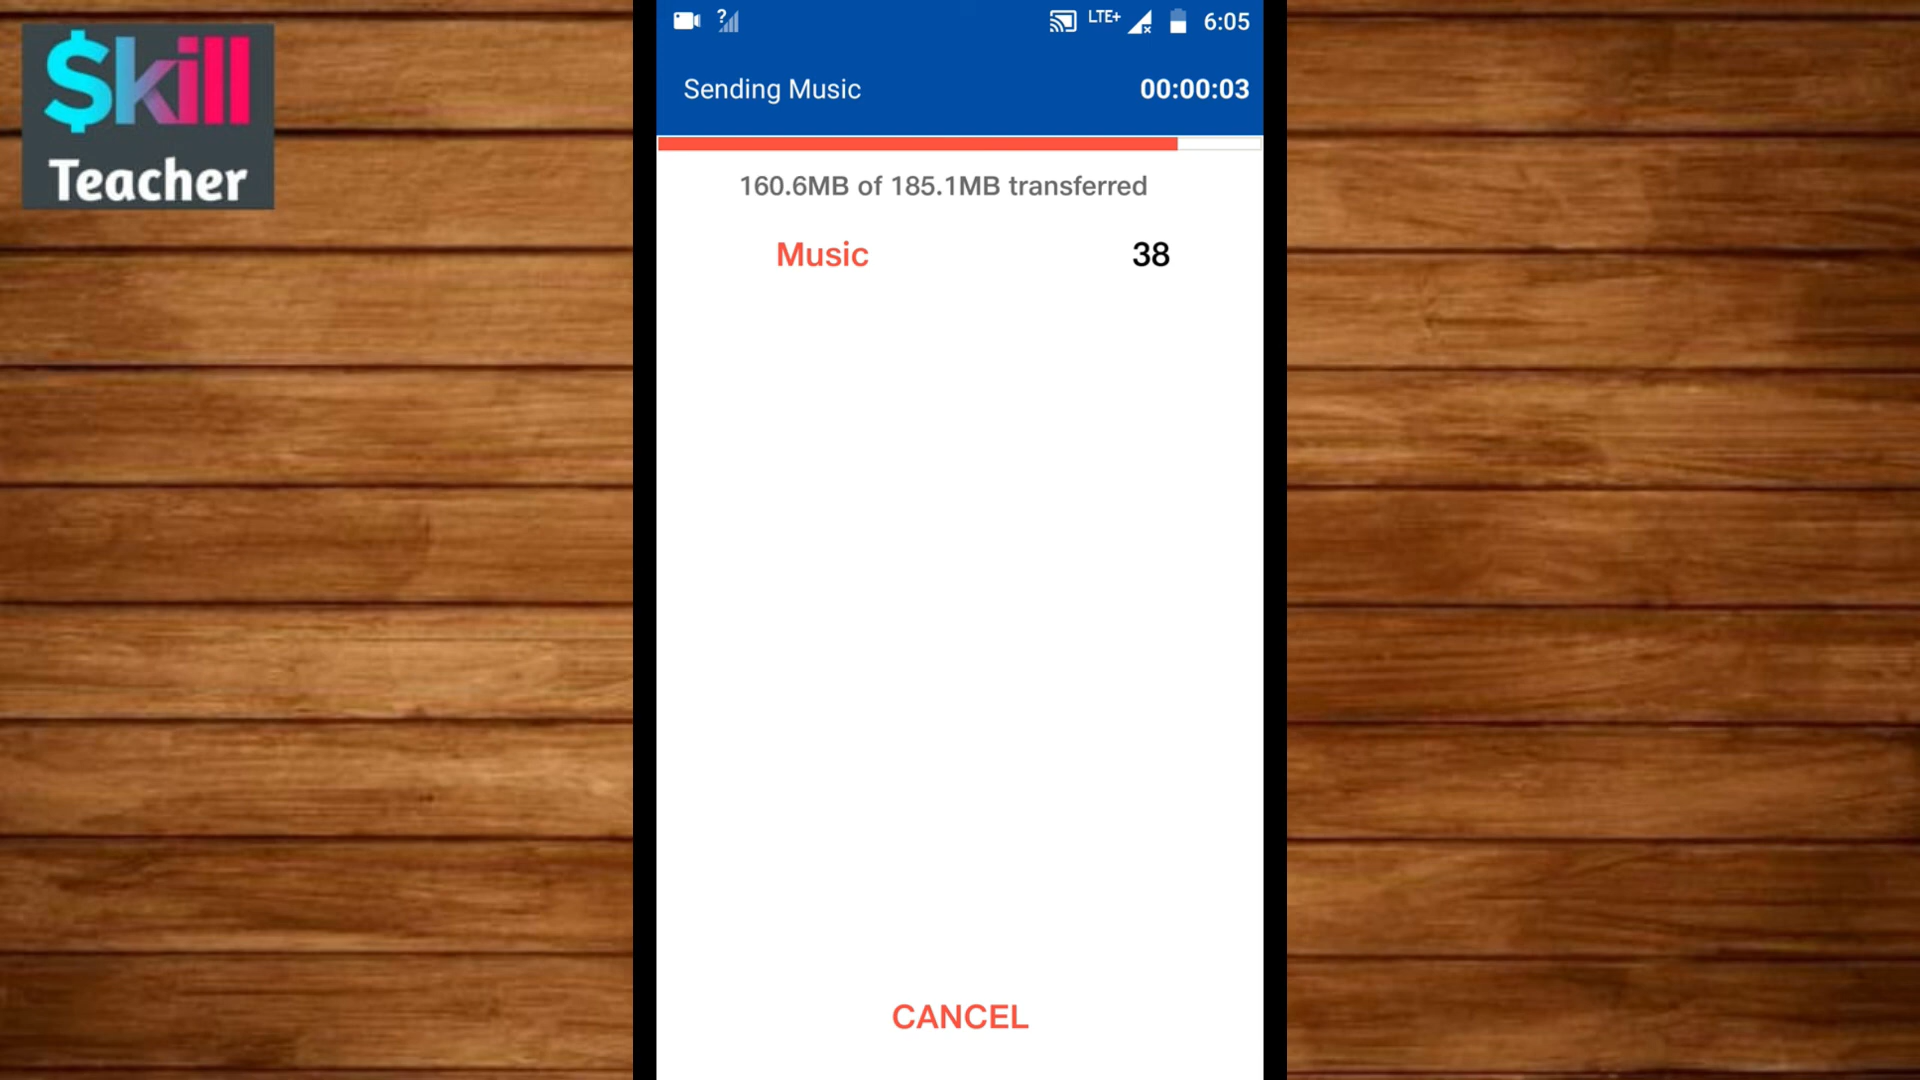 $kill
Teacher
? LTE+ 6:05
Sending Music 00:00:03
160.6MB of 185.1MB transferred
Music 38
CANCEL